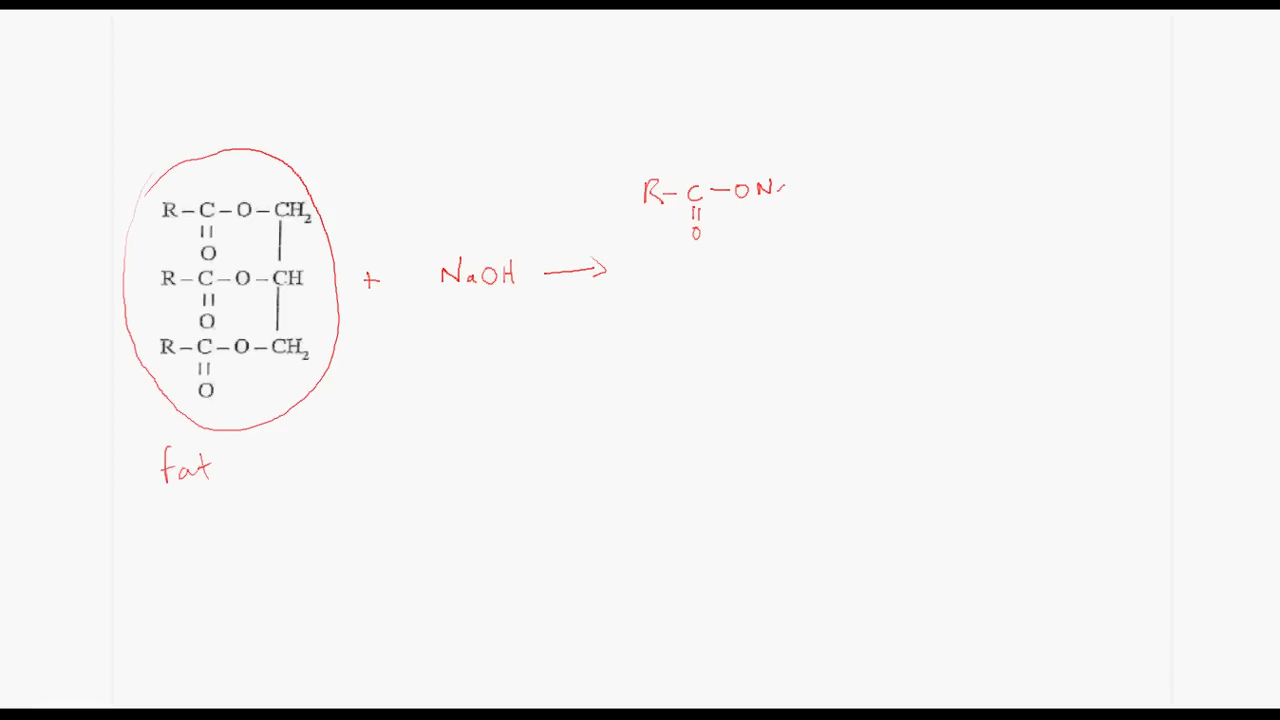 R-C-O-CH₂
||
O
R-C-O-CH
||
O
R-C-O-CH₂
||
O
fat
+ NaOH →
R-C-ON
||
O